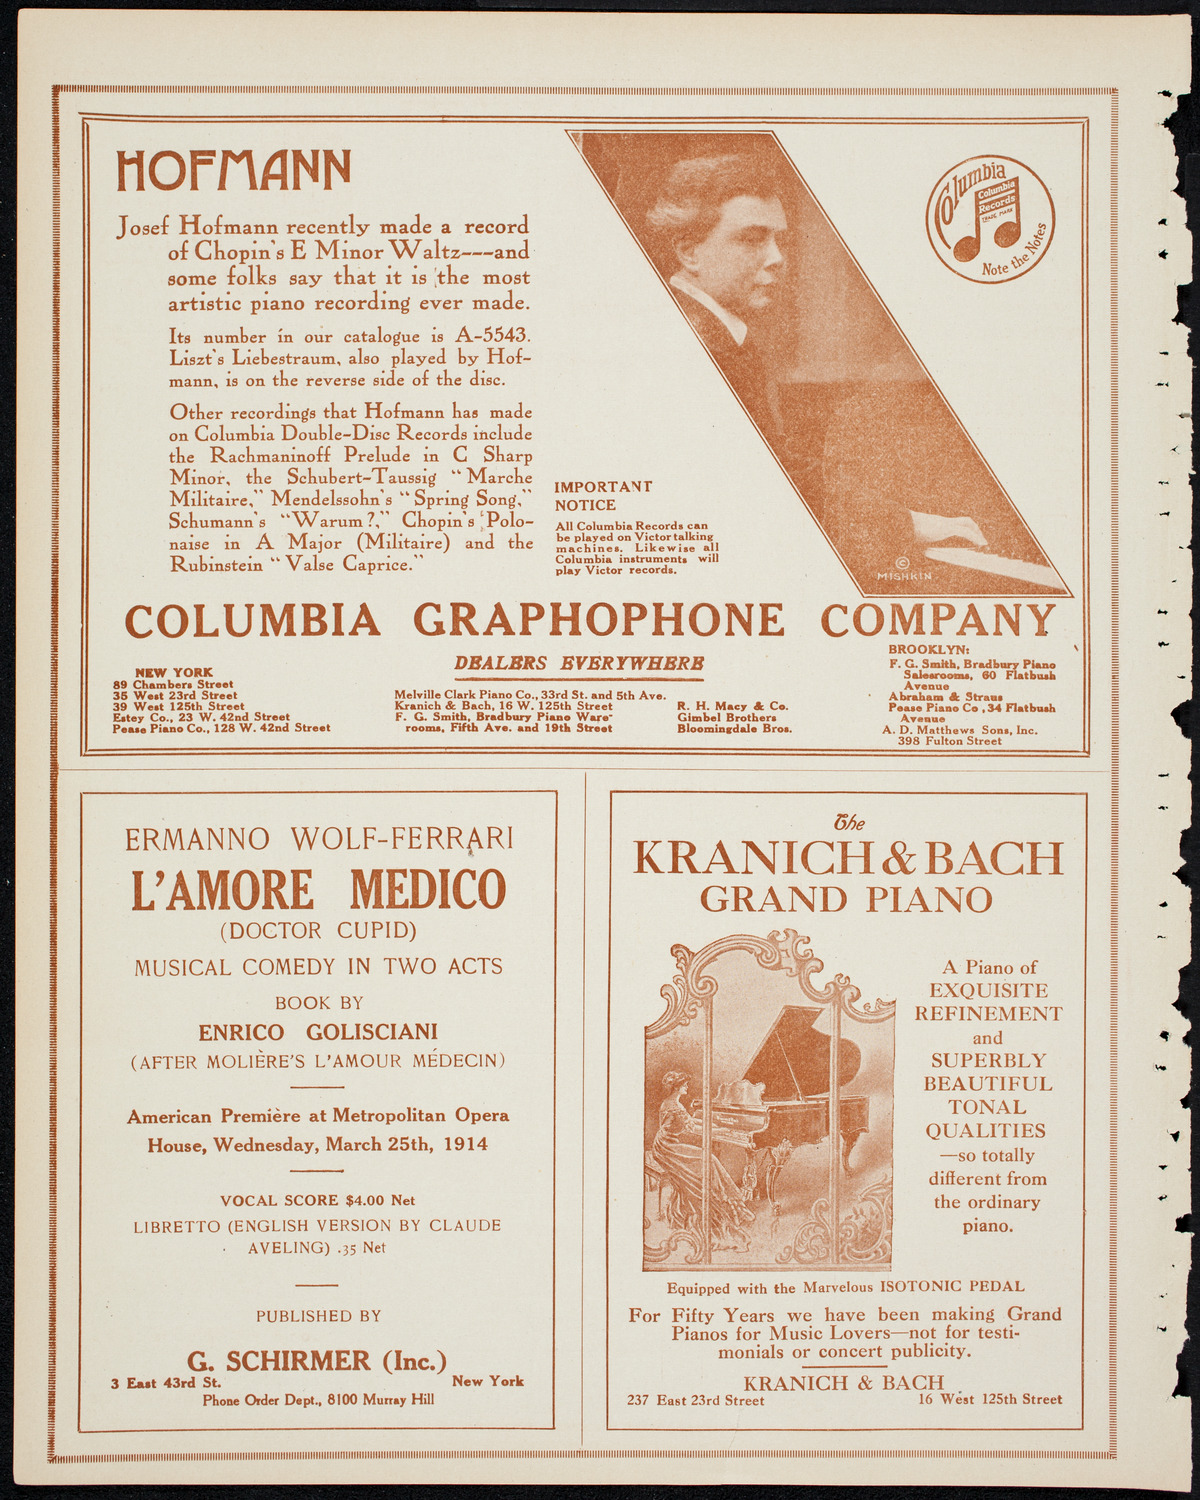 HOFMANN
Josef Hofmann recently made a record
of Chopin's E Minor Waltz---and
some folks say that it is the most
artistic piano recording ever made.
Its number in our catalogue is A-5543.
Liszt's Liebestraum, also played by Hof-
mann, is on the reverse side of the disc.
Other recordings that Hofmann has made
on Columbia Double-Disc Records include
the Rachmaninoff Prelude in C Sharp
Minor, the Schubert-Taussig "Marche
Militaire," Mendelssohn's "Spring Song,"
Schumann's "Warum?," Chopin's Polo-
naise in A Major (Militaire) and the
Rubinstein "Valse Caprice."
IMPORTANT
NOTICE
All Columbia Records can
be played on Victor talking
machines. Likewise all
Columbia instruments will
play Victor records.
©
MISHKIN
Columbia
Columbia
Records
TRADE MARK
Note the Notes
COLUMBIA GRAPHOPHONE COMPANY
DEALERS EVERYWHERE
NEW YORK
89 Chambers Street
35 West 23rd Street
39 West 125th Street
Estey Co., 23 W. 42nd Street
Pease Piano Co., 128 W. 42nd Street
Melville Clark Piano Co., 33rd St. and 5th Ave.
Kranich & Bach, 16 W. 125th Street
F. G. Smith, Bradbury Piano Ware-
rooms, Fifth Ave. and 19th Street
R. H. Macy & Co.
Gimbel Brothers
Bloomingdale Bros.
BROOKLYN:
F. G. Smith, Bradbury Piano
Salesrooms, 60 Flatbush
Avenue
Abraham & Straus
Pease Piano Co., 34 Flatbush
Avenue
A. D. Matthews Sons, Inc.
398 Fulton Street
ERMANNO WOLF-FERRARI
L'AMORE MEDICO
(DOCTOR CUPID)
MUSICAL COMEDY IN TWO ACTS
BOOK BY
ENRICO GOLISCIANI
(AFTER MOLIÈRE'S L'AMOUR MÉDECIN)
American Première at Metropolitan Opera
House, Wednesday, March 25th, 1914
VOCAL SCORE $4.00 Net
LIBRETTO (ENGLISH VERSION BY CLAUDE
AVELING) .35 Net
PUBLISHED BY
G. SCHIRMER (Inc.)
3 East 43rd St. New York
Phone Order Dept., 8100 Murray Hill
The
KRANICH & BACH
GRAND PIANO
A Piano of
EXQUISITE
REFINEMENT
and
SUPERBLY
BEAUTIFUL
TONAL
QUALITIES
—so totally
different from
the ordinary
piano.
Equipped with the Marvelous ISOTONIC PEDAL
For Fifty Years we have been making Grand
Pianos for Music Lovers—not for testi-
monials or concert publicity.
KRANICH & BACH
237 East 23rd Street 16 West 125th Street